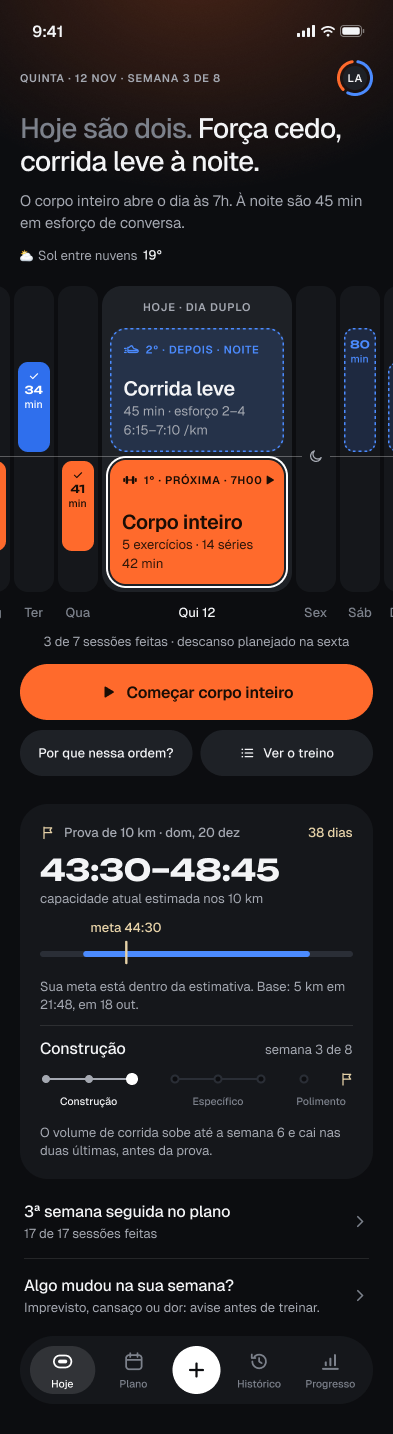 9:41
QUINTA · 12 NOV · SEMANA 3 DE 8
LA
Hoje são dois. Força cedo,
corrida leve à noite.
O corpo inteiro abre o dia às 7h. À noite são 45 min
em esforço de conversa.
Sol entre nuvens 19°
HOJE · DIA DUPLO
2º · DEPOIS · NOITE
Corrida leve
45 min · esforço 2–4
6:15–7:10 /km
34
min
80
min
41
min
1º · PRÓXIMA · 7H00
Corpo inteiro
5 exercícios · 14 séries
42 min
Ter
Qua
Qui 12
Sex
Sáb
3 de 7 sessões feitas · descanso planejado na sexta
Começar corpo inteiro
Por que nessa ordem?
Ver o treino
Prova de 10 km · dom, 20 dez
38 dias
43:30–48:45
capacidade atual estimada nos 10 km
meta 44:30
Sua meta está dentro da estimativa. Base: 5 km em
21:48, em 18 out.
Construção
semana 3 de 8
Construção
Específico
Polimento
O volume de corrida sobe até a semana 6 e cai nas
duas últimas, antes da prova.
3ª semana seguida no plano
17 de 17 sessões feitas
Algo mudou na sua semana?
Imprevisto, cansaço ou dor: avise antes de treinar.
Hoje
Plano
Histórico
Progresso